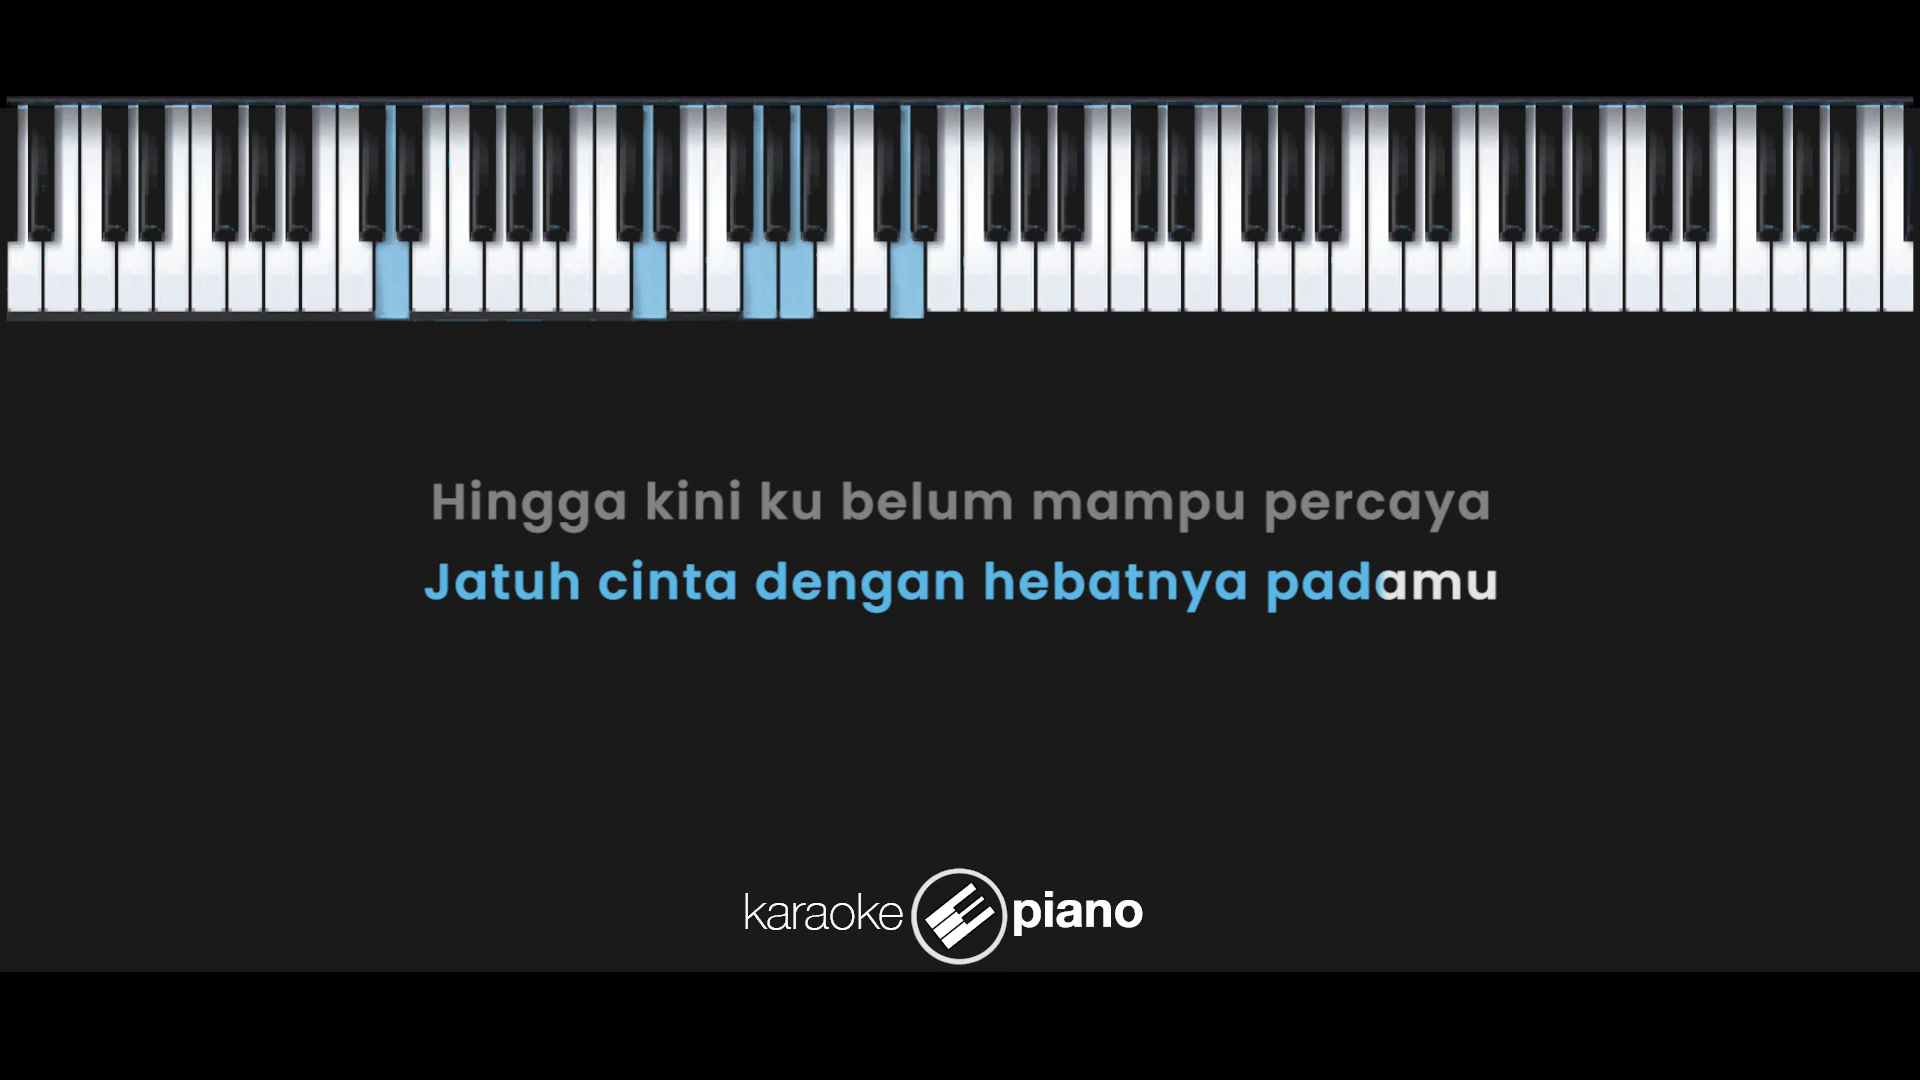 Hingga kini ku belum mampu percaya
Jatuh cinta dengan hebatnya padamu
karaoke piano